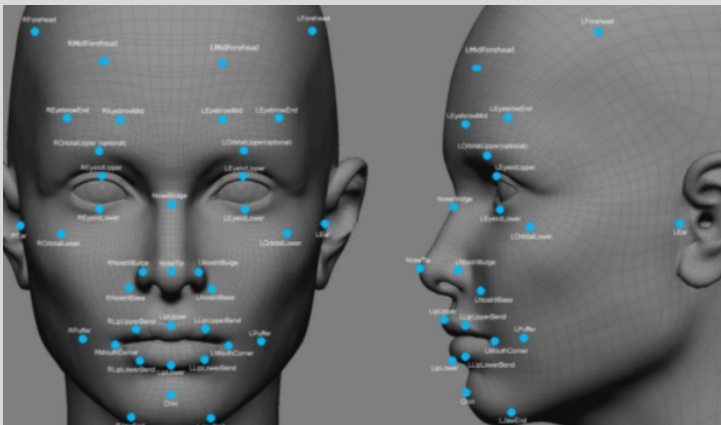 RForehead
LForehead
RMidForehead
LMidForehead
REyebrowEnd
REyebrowMid
LEyebrowMid
LEyebrowEnd
ROrbitalUpper(optional)
LOrbitalUpper(optional)
REyelidUpper
LEyelidUpper
NoseBridge
REyelidLower
LEyelidLower
REar
ROrbitalLower
LOrbitalLower
LEar
RNostrilBulge
NoseTip
LNostrilBulge
RNostrilBase
LNostrilBase
RLipUpperBend
LipUpper
LLipUpperBend
RPuffer
LPuffer
RMouthCorner
LMouthCorner
RLipLowerBend
LipLower
LLipLowerBend
Chin
LForehead
LMidForehead
LEyebrowMid
LEyebrowEnd
LOrbitalUpper(optional)
LEyelidUpper
NoseBridge
LEyelidLower
LOrbitalLower
LEar
NoseTip
LNostrilBulge
LNostrilBase
LipUpper
LLipUpperBend
LPuffer
LMouthCorner
LipLower
LLipLowerBend
Chin
LJawEnd